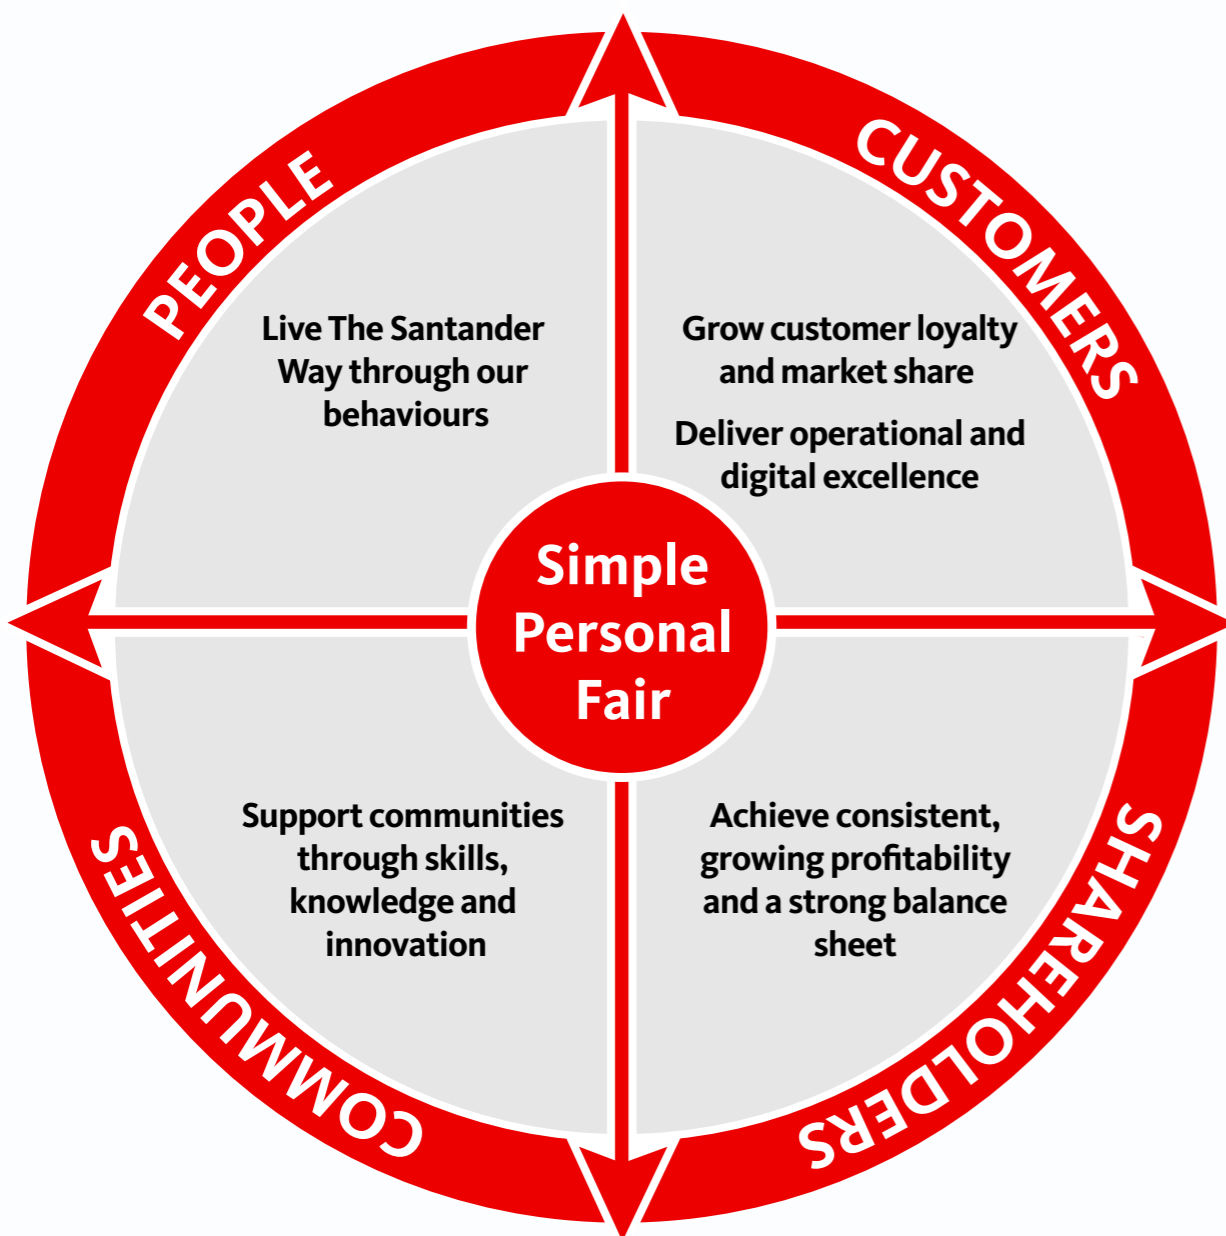 PEOPLE
Live The Santander
Way through our
behaviours
CUSTOMERS
Grow customer loyalty
and market share
Deliver operational and
digital excellence
Simple
Personal
Fair
COMMUNITIES
Support communities
through skills,
knowledge and
innovation
SHAREHOLDERS
Achieve consistent,
growing profitability
and a strong balance
sheet